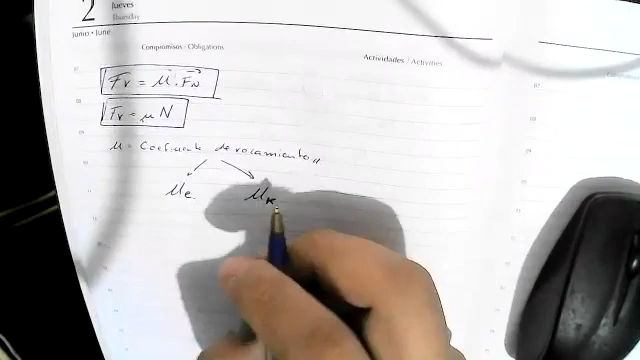 2
Jueves
Thursday
Junio • June
Compromisos / Obligations
Actividades / Activities
Fr = μ · FN
Fr = μ N
μ = Coeficiente de rozamiento
μe
μK